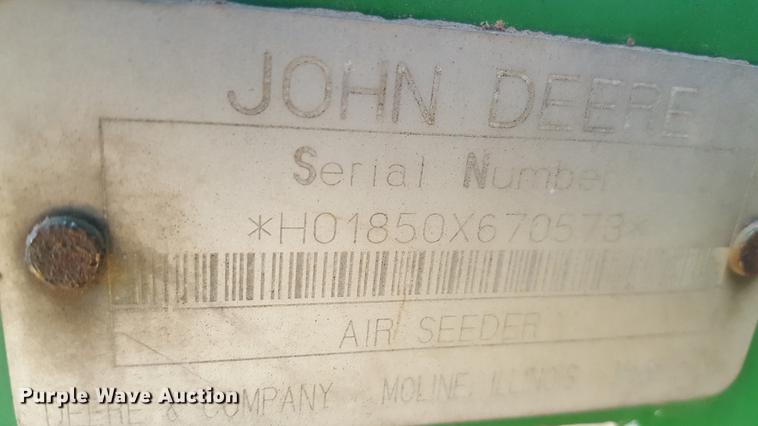 JOHN DEERE
Serial Number
*H01850X670573*
AIR SEEDER
DEERE & COMPANY MOLINE, ILLINOIS
Purple Wave Auction